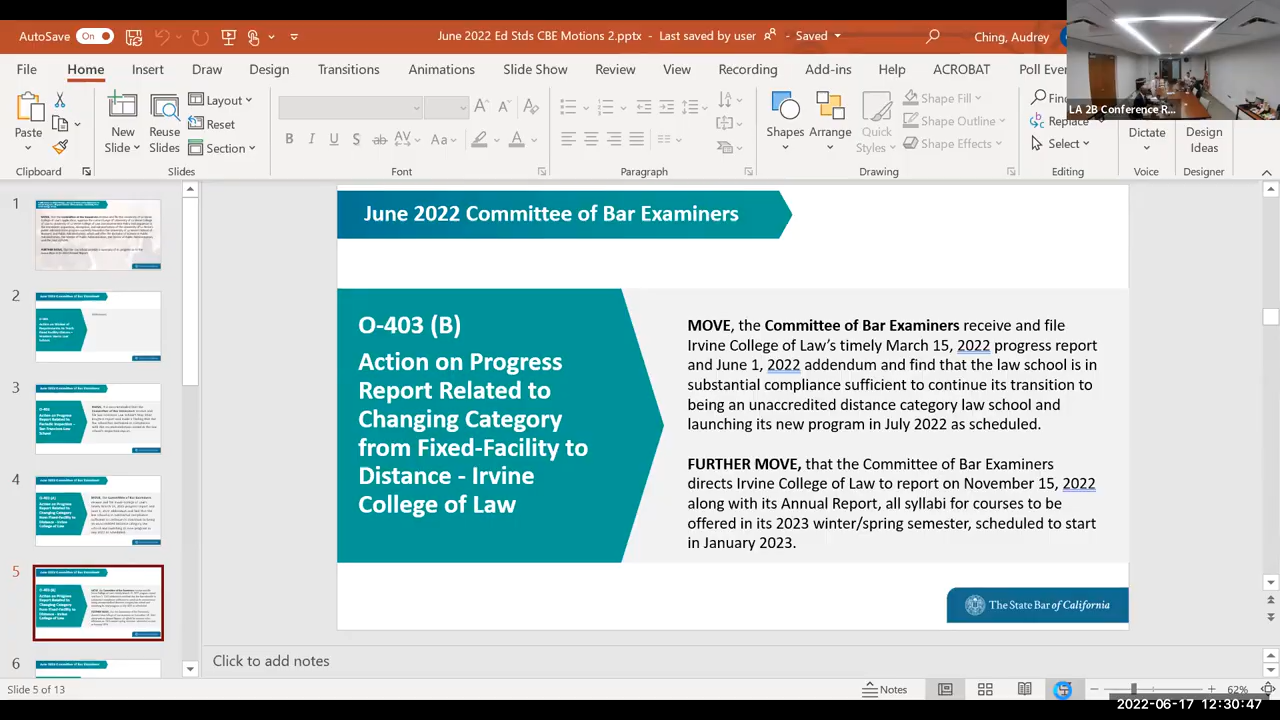 AutoSave On June 2022 Ed Stds CBE Motions 2.pptx - Last saved by user - Saved Ching, Audrey
File Home Insert Draw Design Transitions Animations Slide Show Review View Recording Add-ins Help ACROBAT Poll
LA 2B Conference R...
Paste New Slide Reuse Slides Layout Reset Section
B I U S ab AV Aa A
Shapes Arrange Quick Styles Shape Fill Shape Outline Shape Effects
Replace Select Dictate Design Ideas
Clipboard Slides Font Paragraph Drawing Editing Voice Designer
June 2022 Committee of Bar Examiners
O-403 (B)
Action on Progress
Report Related to
Changing Category
from Fixed-Facility to
Distance - Irvine
College of Law
MOVE, the Committee of Bar Examiners receive and file
Irvine College of Law's timely March 15, 2022 progress report
and June 1, 2022 addendum and find that the law school is in
substantial compliance sufficient to continue its transition to
being an unaccredited distance category law school and
launching its new program in July 2022 as scheduled.
FURTHER MOVE, that the Committee of Bar Examiners
directs Irvine College of Law to report on November 15, 2022
along with its Annual Report, all syllabi for courses to be
offered in its 2023 winter/spring semester, scheduled to start
in January 2023.
The State Bar of California
1
2
3
4
5
6
Click to add notes
Slide 5 of 13 Notes 62%
2022-06-17 12:30:47